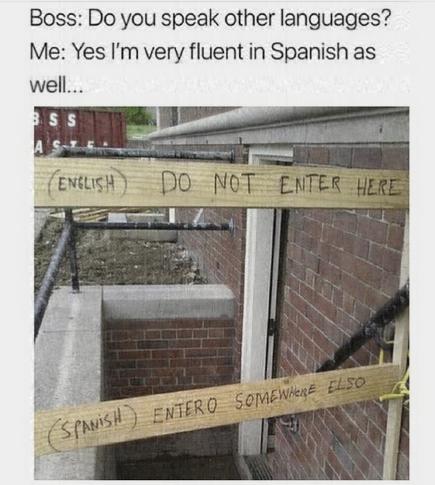 Boss: Do you speak other languages?
Me: Yes I'm very fluent in Spanish as
well...
SS
(ENGLISH) DO NOT ENTER HERE
(SPANISH) ENTERO SOMEWHERE ELSO